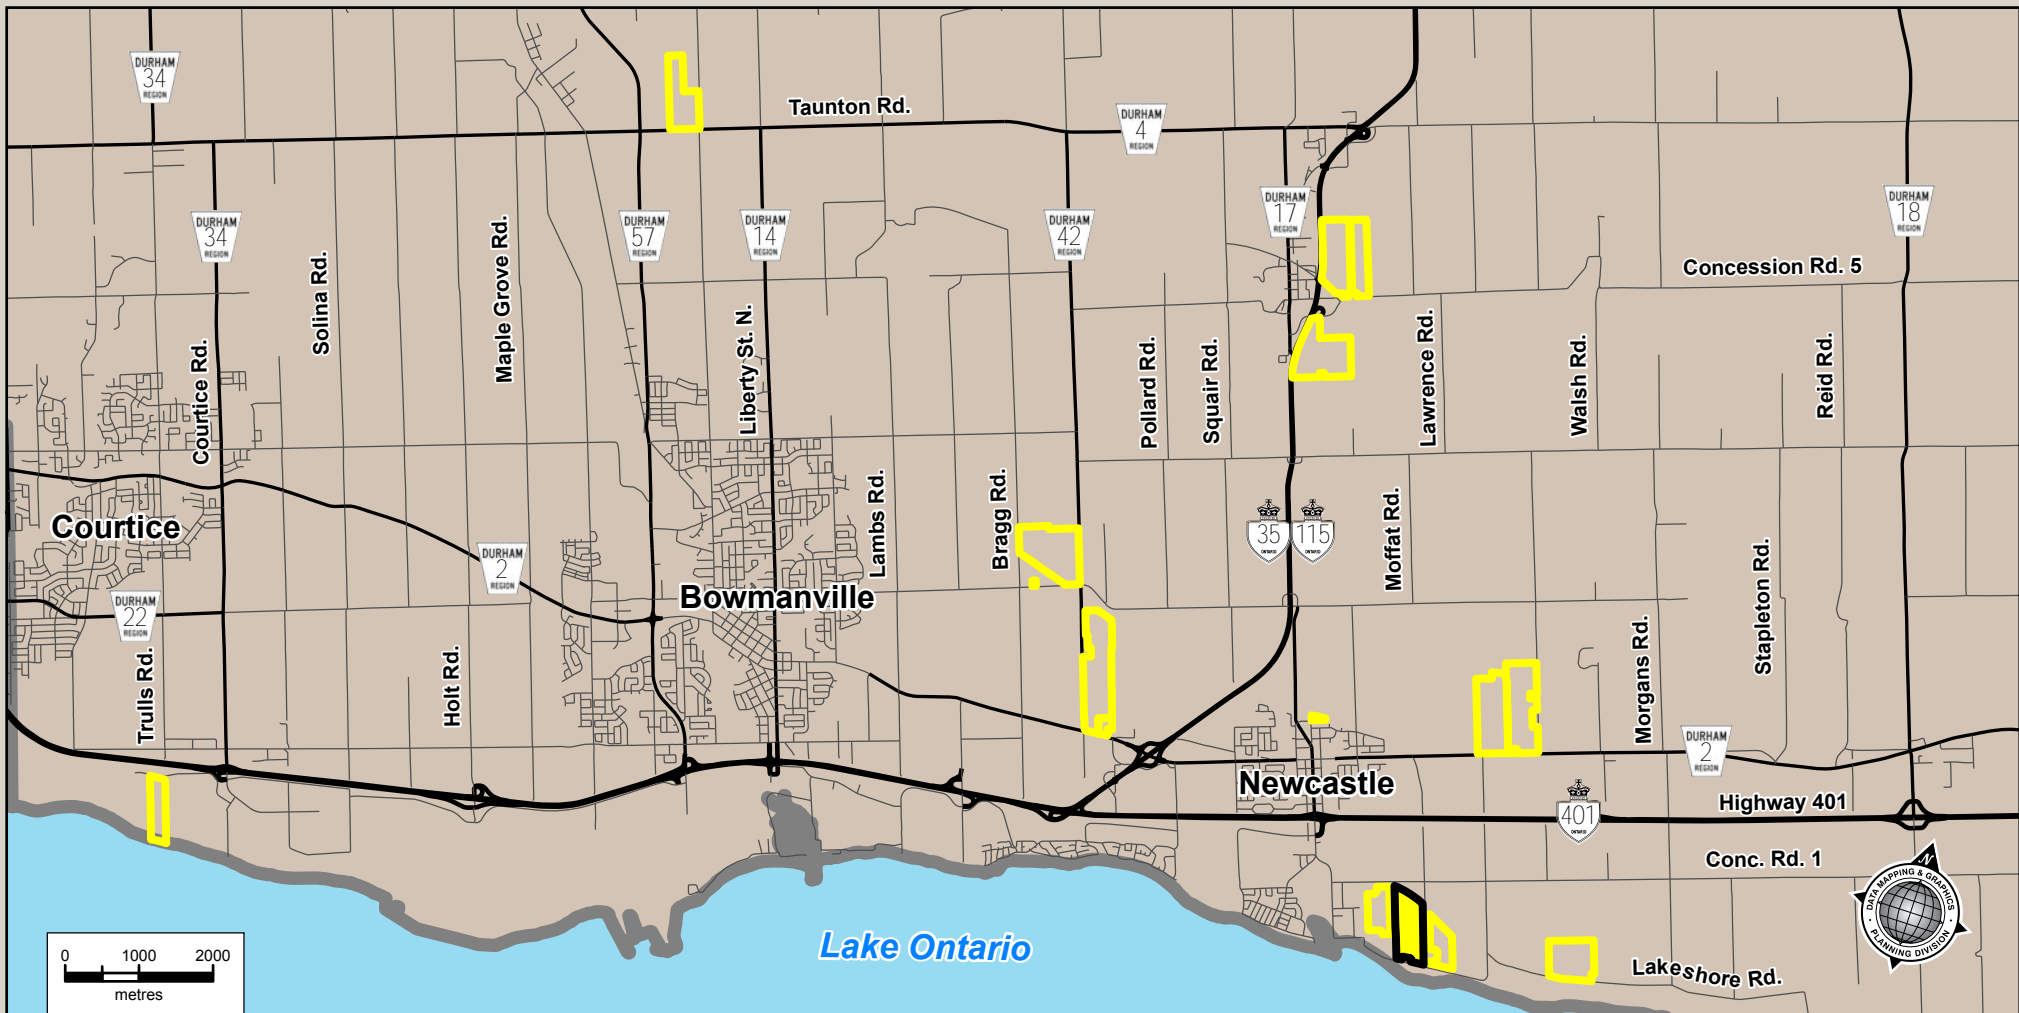 DURHAM
34
REGION
Taunton Rd.
DURHAM
4
REGION
DURHAM
34
REGION
Solina Rd.
Maple Grove Rd.
DURHAM
57
REGION
DURHAM
14
REGION
DURHAM
42
REGION
DURHAM
17
REGION
DURHAM
18
REGION
Concession Rd. 5
Courtice Rd.
Liberty St. N.
Pollard Rd.
Squair Rd.
Lawrence Rd.
Walsh Rd.
Reid Rd.
Courtice
DURHAM
2
REGION
Lambs Rd.
Bragg Rd.
35
ONTARIO
115
ONTARIO
Moffat Rd.
Stapleton Rd.
DURHAM
22
REGION
Bowmanville
Trulls Rd.
Holt Rd.
Morgans Rd.
DURHAM
2
REGION
Newcastle
Highway 401
401
ONTARIO
Conc. Rd. 1
N
DATA MAPPING & GRAPHICS
PLANNING DIVISION
Lake Ontario
Lakeshore Rd.
0 1000 2000
metres